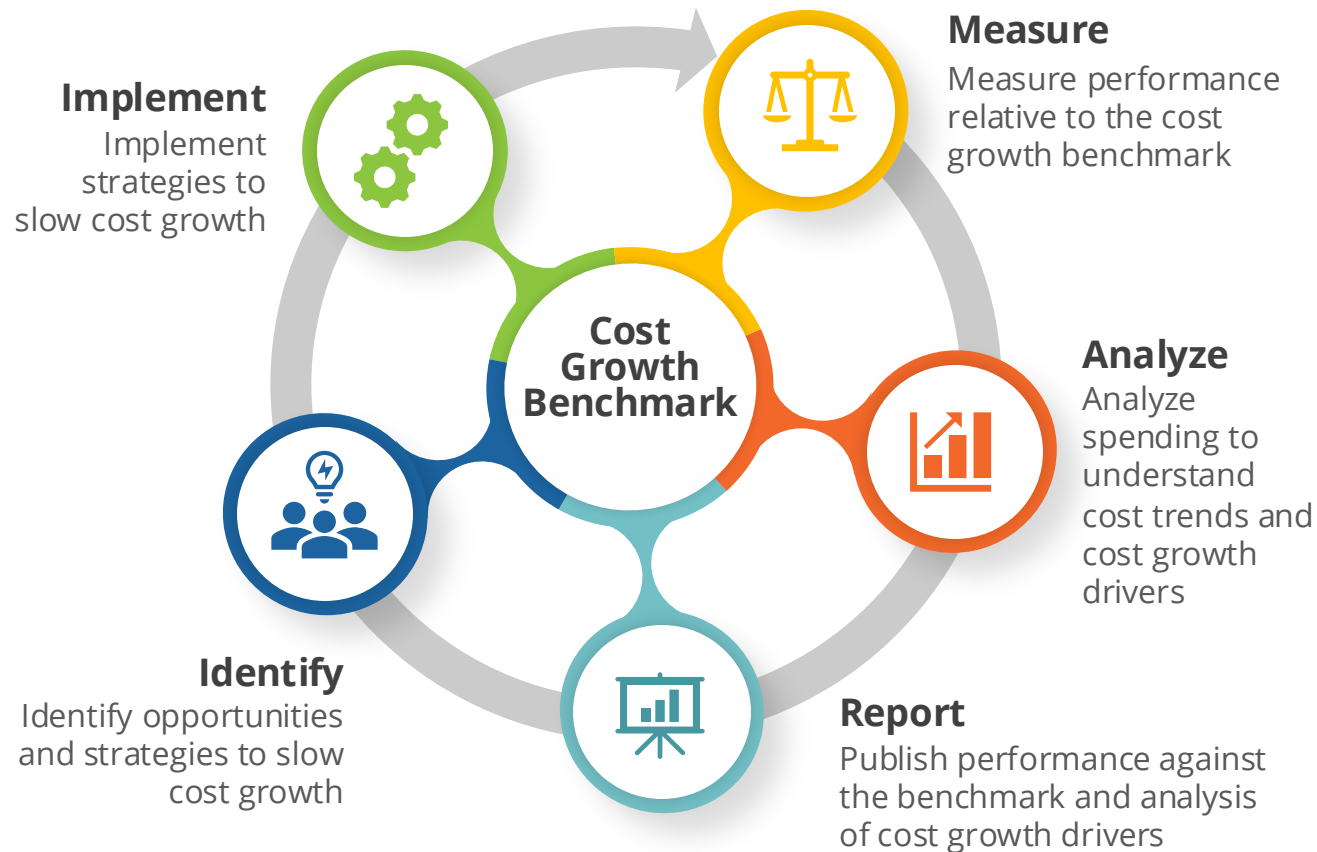 Measure
Measure performance
relative to the cost
growth benchmark
Implement
Implement
strategies to
slow cost growth
Cost
Growth
Benchmark
Analyze
Analyze
spending to
understand
cost trends and
cost growth
drivers
Identify
Identify opportunities
and strategies to slow
cost growth
Report
Publish performance against
the benchmark and analysis
of cost growth drivers